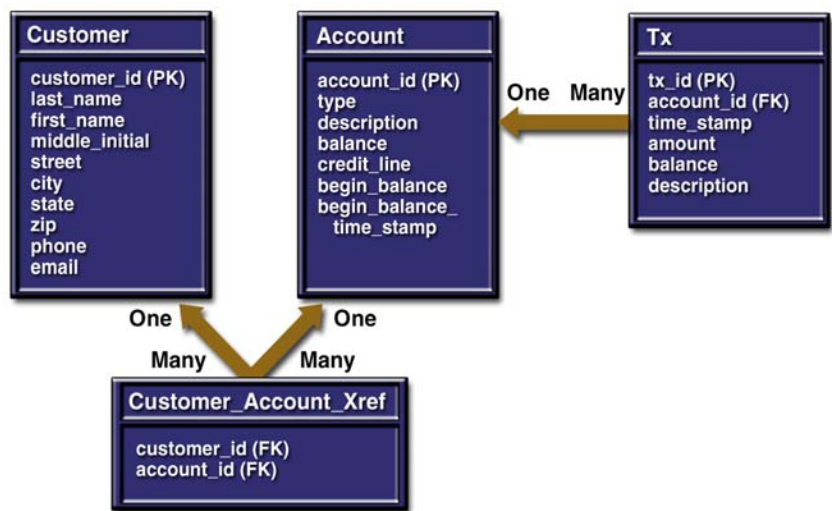 Customer
customer_id (PK)
last_name
first_name
middle_initial
street
city
state
zip
phone
email
Account
account_id (PK)
type
description
balance
credit_line
begin_balance
begin_balance_
time_stamp
One Many
Tx
tx_id (PK)
account_id (FK)
time_stamp
amount
balance
description
One
One
Many
Many
Customer_Account_Xref
customer_id (FK)
account_id (FK)